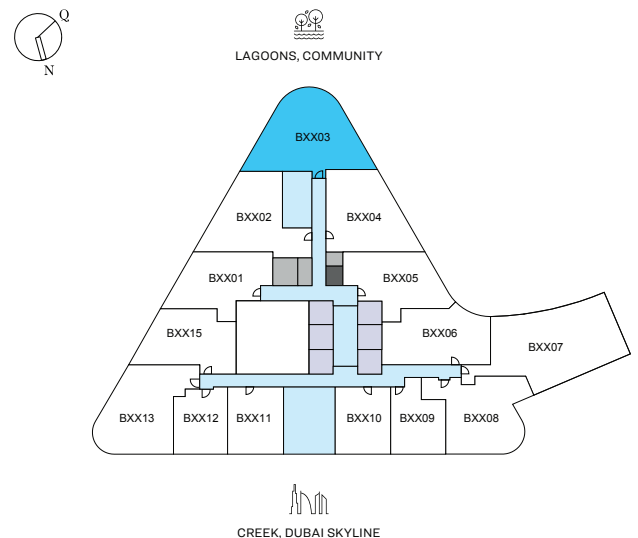 Q
N
LAGOONS, COMMUNITY
BXX03
BXX02
BXX04
BXX01
BXX05
BXX15
BXX06
BXX07
BXX13
BXX12
BXX11
BXX10
BXX09
BXX08
CREEK, DUBAI SKYLINE